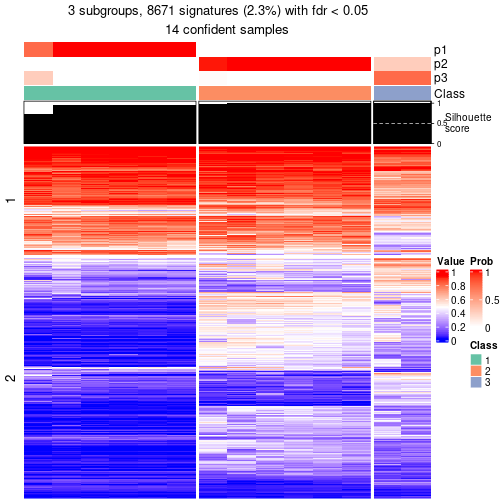 3 subgroups, 8671 signatures (2.3%) with fdr < 0.05
14 confident samples
p1
p2
p3
Class
1
0.5
0
Silhouette
score
1
2
Value
1
0.8
0.6
0.4
0.2
0
Prob
1
0.5
0
Class
1
2
3